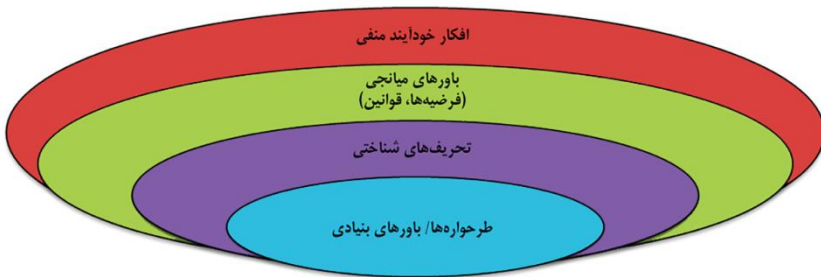 افکار خودآیند منفی
باورهای میانجی
(فرضیه‌ها، قوانین)
تحریف‌های شناختی
طرحواره‌ها/ باورهای بنیادی